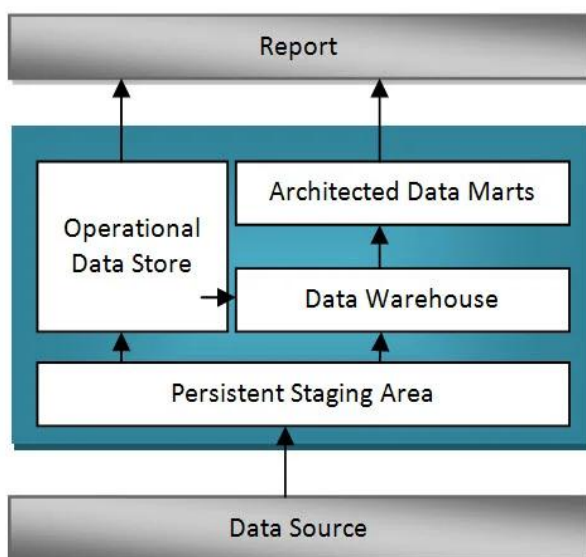 Report
Architected Data Marts
Operational
Data Store
Data Warehouse
Persistent Staging Area
Data Source